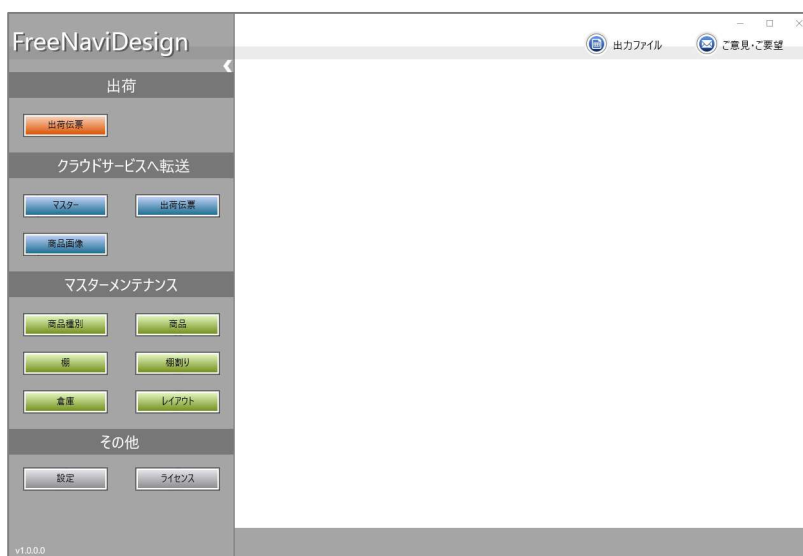 FreeNaviDesign
出力ファイル
ご意見・ご要望
出荷
出荷伝票
クラウドサービスへ転送
マスター
出荷伝票
商品画像
マスターメンテナンス
商品種別
商品
棚
棚割り
倉庫
レイアウト
その他
設定
ライセンス
v1.0.0.0